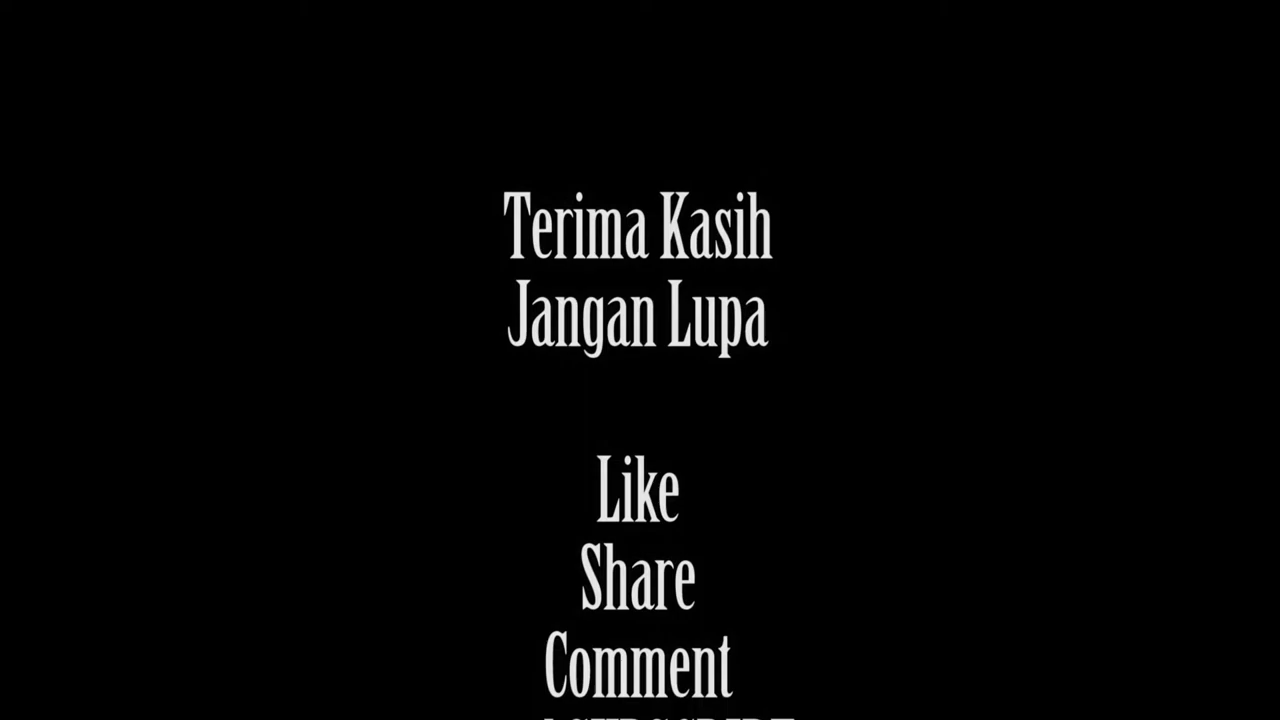 Terima Kasih
Jangan Lupa
Like
Share
Comment